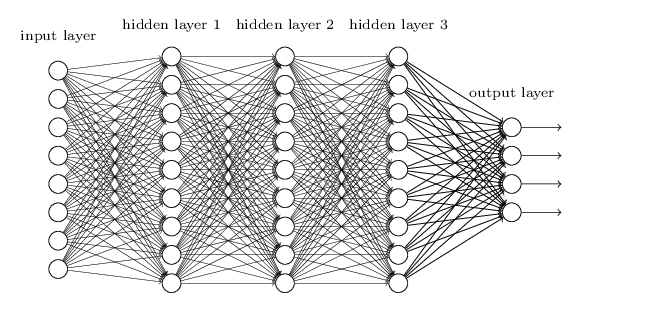 hidden layer 1 hidden layer 2 hidden layer 3
input layer
output layer